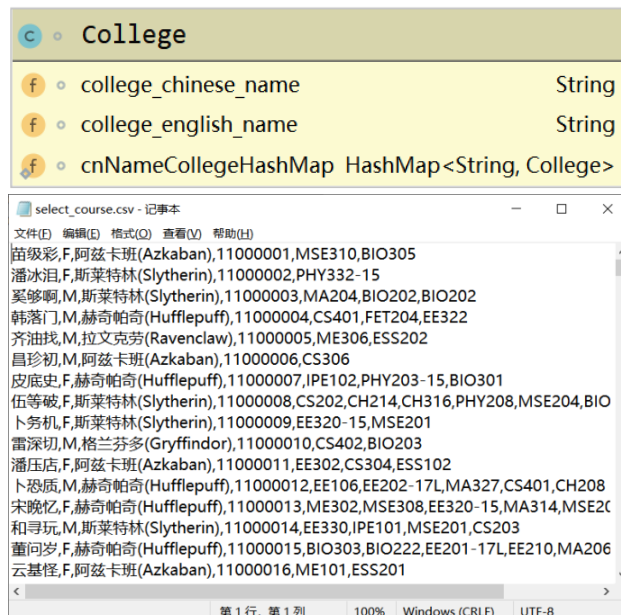 C College
f college_chinese_name String
f college_english_name String
f cnNameCollegeHashMap HashMap<String, College>
select_course.csv - 记事本
文件(F) 编辑(E) 格式(O) 查看(V) 帮助(H)
苗级彩,F,阿兹卡班(Azkaban),11000001,MSE310,BIO305
潘冰泪,F,斯莱特林(Slytherin),11000002,PHY332-15
奚够啊,M,斯莱特林(Slytherin),11000003,MA204,BIO202,BIO202
韩落门,M,赫奇帕奇(Hufflepuff),11000004,CS401,FET204,EE322
齐油找,M,拉文克劳(Ravenclaw),11000005,ME306,ESS202
昌珍初,M,阿兹卡班(Azkaban),11000006,CS306
皮底史,F,赫奇帕奇(Hufflepuff),11000007,IPE102,PHY203-15,BIO301
伍等破,F,斯莱特林(Slytherin),11000008,CS202,CH214,CH316,PHY208,MSE204,BIO
卜务机,F,斯莱特林(Slytherin),11000009,EE320-15,MSE201
雷深切,M,格兰芬多(Gryffindor),11000010,CS402,BIO203
潘压店,F,阿兹卡班(Azkaban),11000011,EE302,CS304,ESS102
卜恐质,M,赫奇帕奇(Hufflepuff),11000012,EE106,EE202-17L,MA327,CS401,CH208
宋晚忆,F,赫奇帕奇(Hufflepuff),11000013,ME302,MSE308,EE320-15,MA314,MSE20
和寻玩,M,斯莱特林(Slytherin),11000014,EE330,IPE101,MSE201,CS203
董问岁,F,赫奇帕奇(Hufflepuff),11000015,BIO303,BIO222,EE201-17L,EE210,MA206
云基怪,F,阿兹卡班(Azkaban),11000016,ME101,ESS201
第 1 行, 第 1 列 100% Windows (CRLF) UTF-8